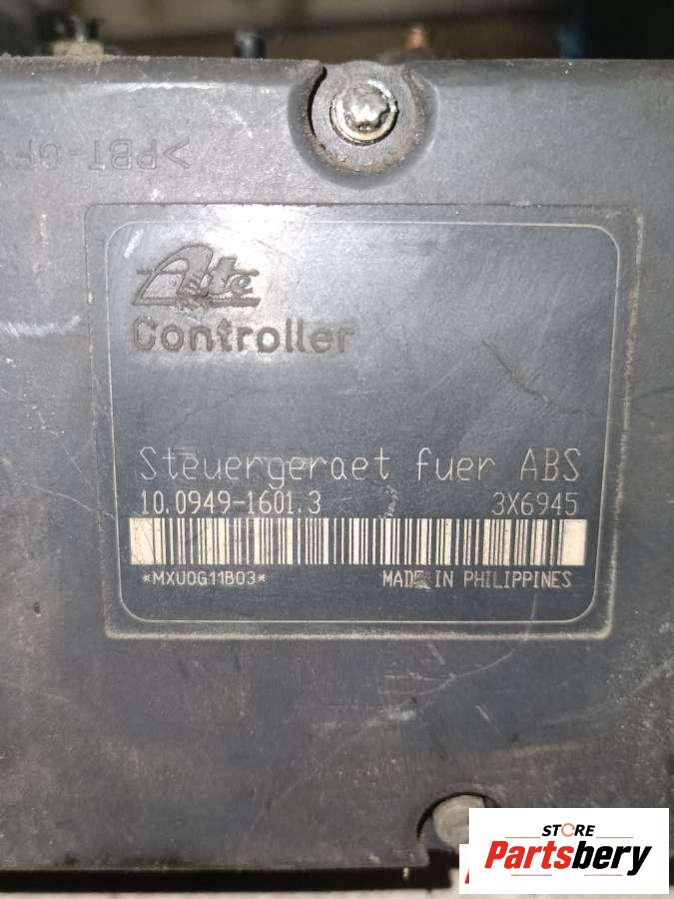 >PBT GF
Ate
Controller
Steuergeraet fuer ABS
10.0949-1601.3 3X6945
*MXU0G11B03*
MADE IN PHILIPPINES
STORE
Partsbery